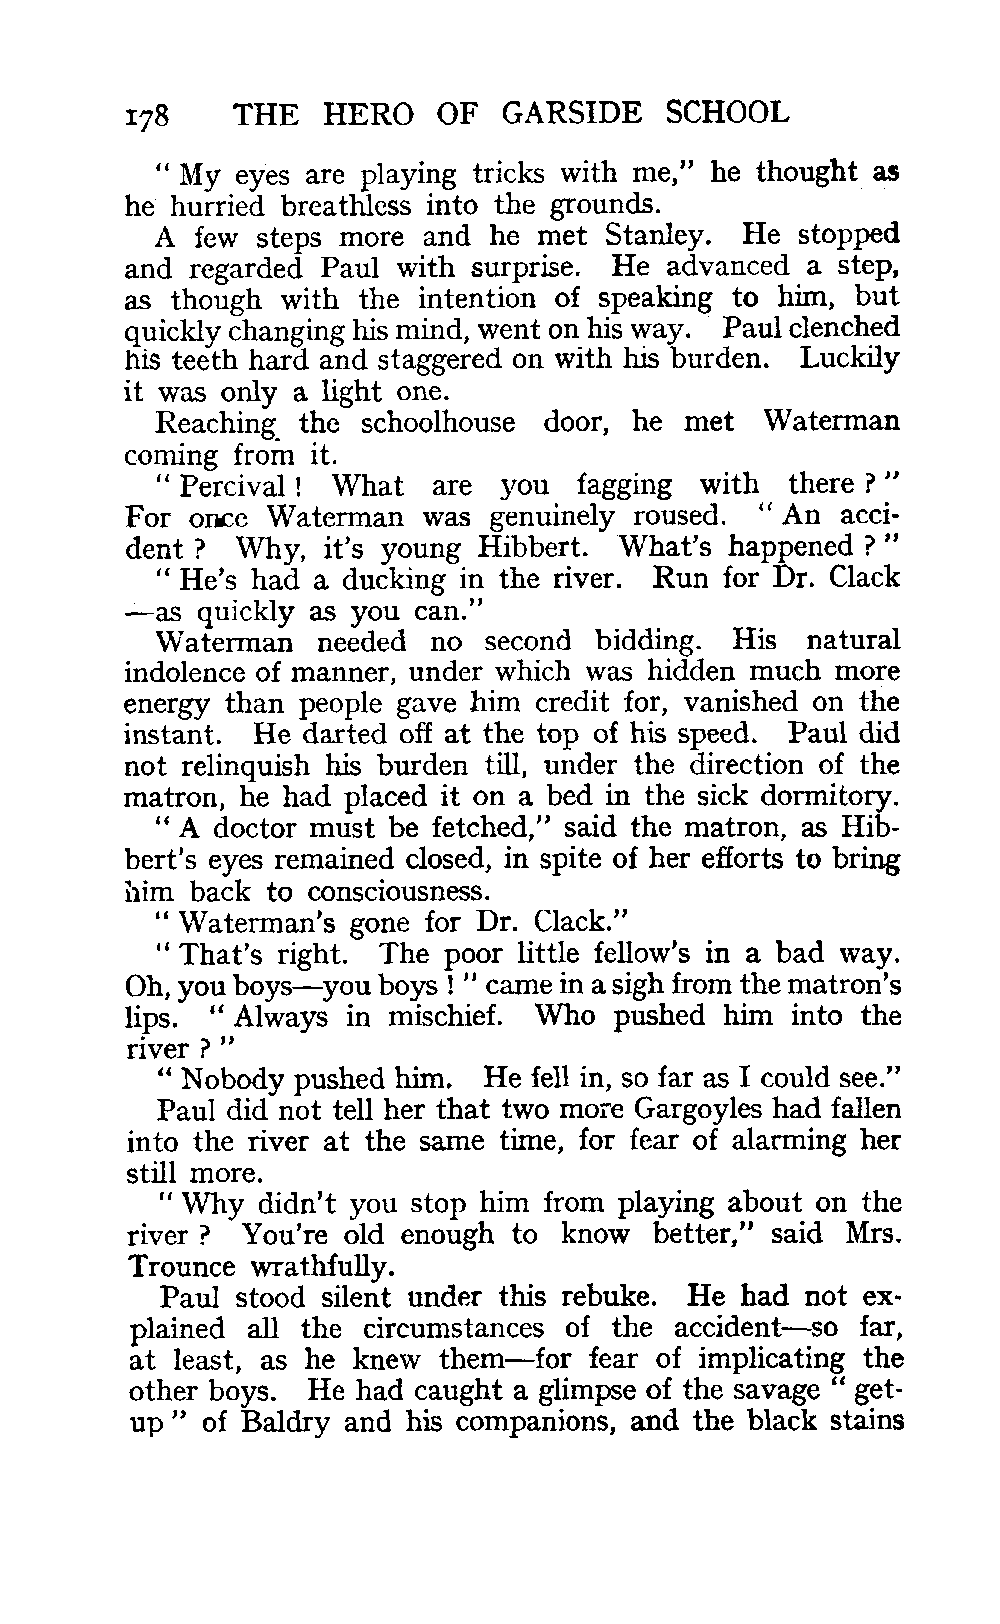 178 THE HERO OF GARSIDE SCHOOL
“ My eyes are playing tricks with me,” he thought as
he hurried breathless into the grounds.
A few steps more and he met Stanley. He stopped
and regarded Paul with surprise. He advanced a step,
as though with the intention of speaking to him, but
quickly changing his mind, went on his way. Paul clenched
his teeth hard and staggered on with his burden. Luckily
it was only a light one.
Reaching the schoolhouse door, he met Waterman
coming from it.
“ Percival ! What are you fagging with there ? ”
For once Waterman was genuinely roused. “ An acci-
dent ? Why, it's young Hibbert. What's happened ? ”
“ He's had a ducking in the river. Run for Dr. Clack
—as quickly as you can.”
Waterman needed no second bidding. His natural
indolence of manner, under which was hidden much more
energy than people gave him credit for, vanished on the
instant. He darted off at the top of his speed. Paul did
not relinquish his burden till, under the direction of the
matron, he had placed it on a bed in the sick dormitory.
“ A doctor must be fetched,” said the matron, as Hib-
bert's eyes remained closed, in spite of her efforts to bring
him back to consciousness.
“ Waterman's gone for Dr. Clack.”
“ That's right. The poor little fellow's in a bad way.
Oh, you boys—you boys ! ” came in a sigh from the matron's
lips. “ Always in mischief. Who pushed him into the
river ? ”
“ Nobody pushed him. He fell in, so far as I could see.”
Paul did not tell her that two more Gargoyles had fallen
into the river at the same time, for fear of alarming her
still more.
“ Why didn't you stop him from playing about on the
river ? You're old enough to know better,” said Mrs.
Trounce wrathfully.
Paul stood silent under this rebuke. He had not ex-
plained all the circumstances of the accident—so far,
at least, as he knew them—for fear of implicating the
other boys. He had caught a glimpse of the savage “ get-
up ” of Baldry and his companions, and the black stains